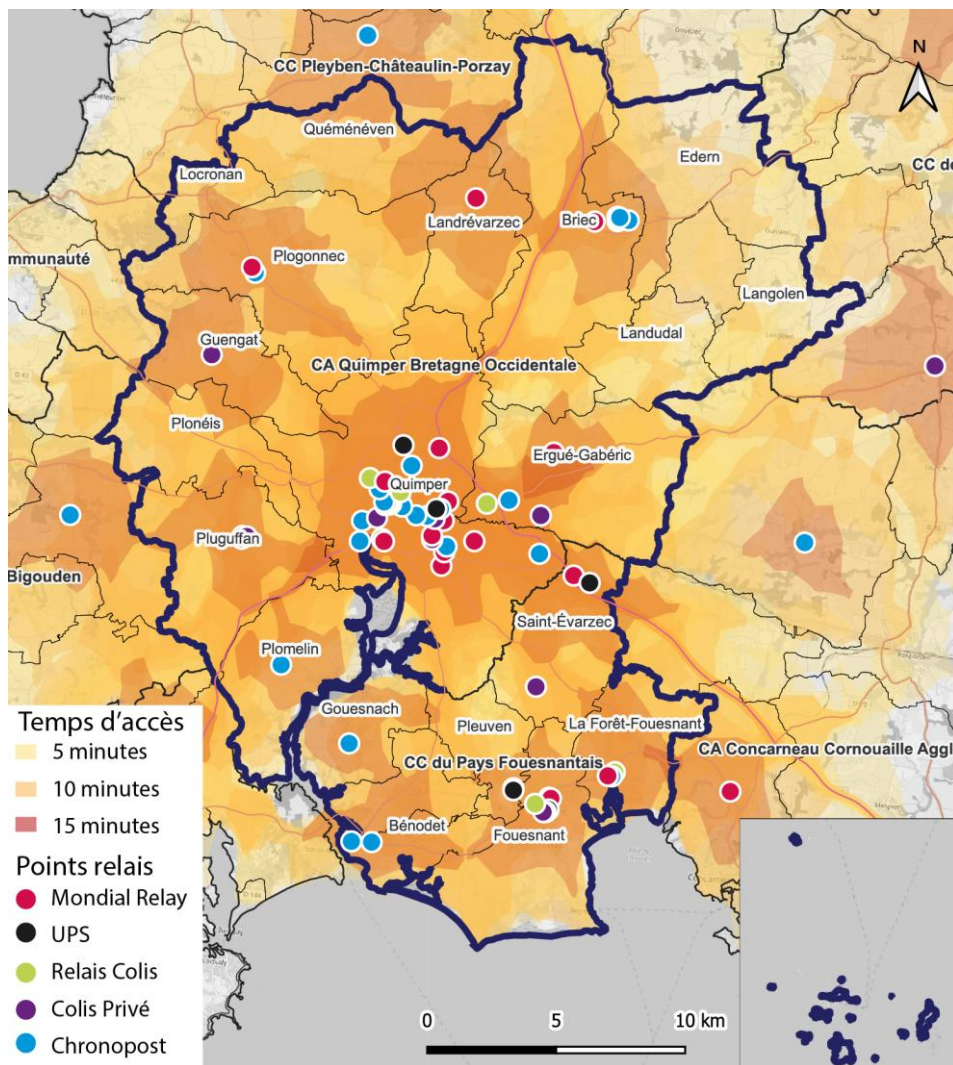 N
CC Pleyben-Châteaulin-Porzay
Quéménéven
Edern
Locronan
CC de
Landrévarzec
Briec
Plogonnec
mmunauté
Langolen
Guengat
Landudal
CA Quimper Bretagne Occidentale
Plonéis
Ergué-Gabéric
Quimper
Pluguffan
Bigouden
Saint-Évarzec
Plomelin
Gouesnach
Pleuven
La Forêt-Fouesnant
CA Concarneau Cornouaille Aggl
CC du Pays Fouesnantais
Bénodet
Fouesnant
Temps d'accès
5 minutes
10 minutes
15 minutes
Points relais
Mondial Relay
UPS
Relais Colis
Colis Privé
Chronopost
0 5 10 km